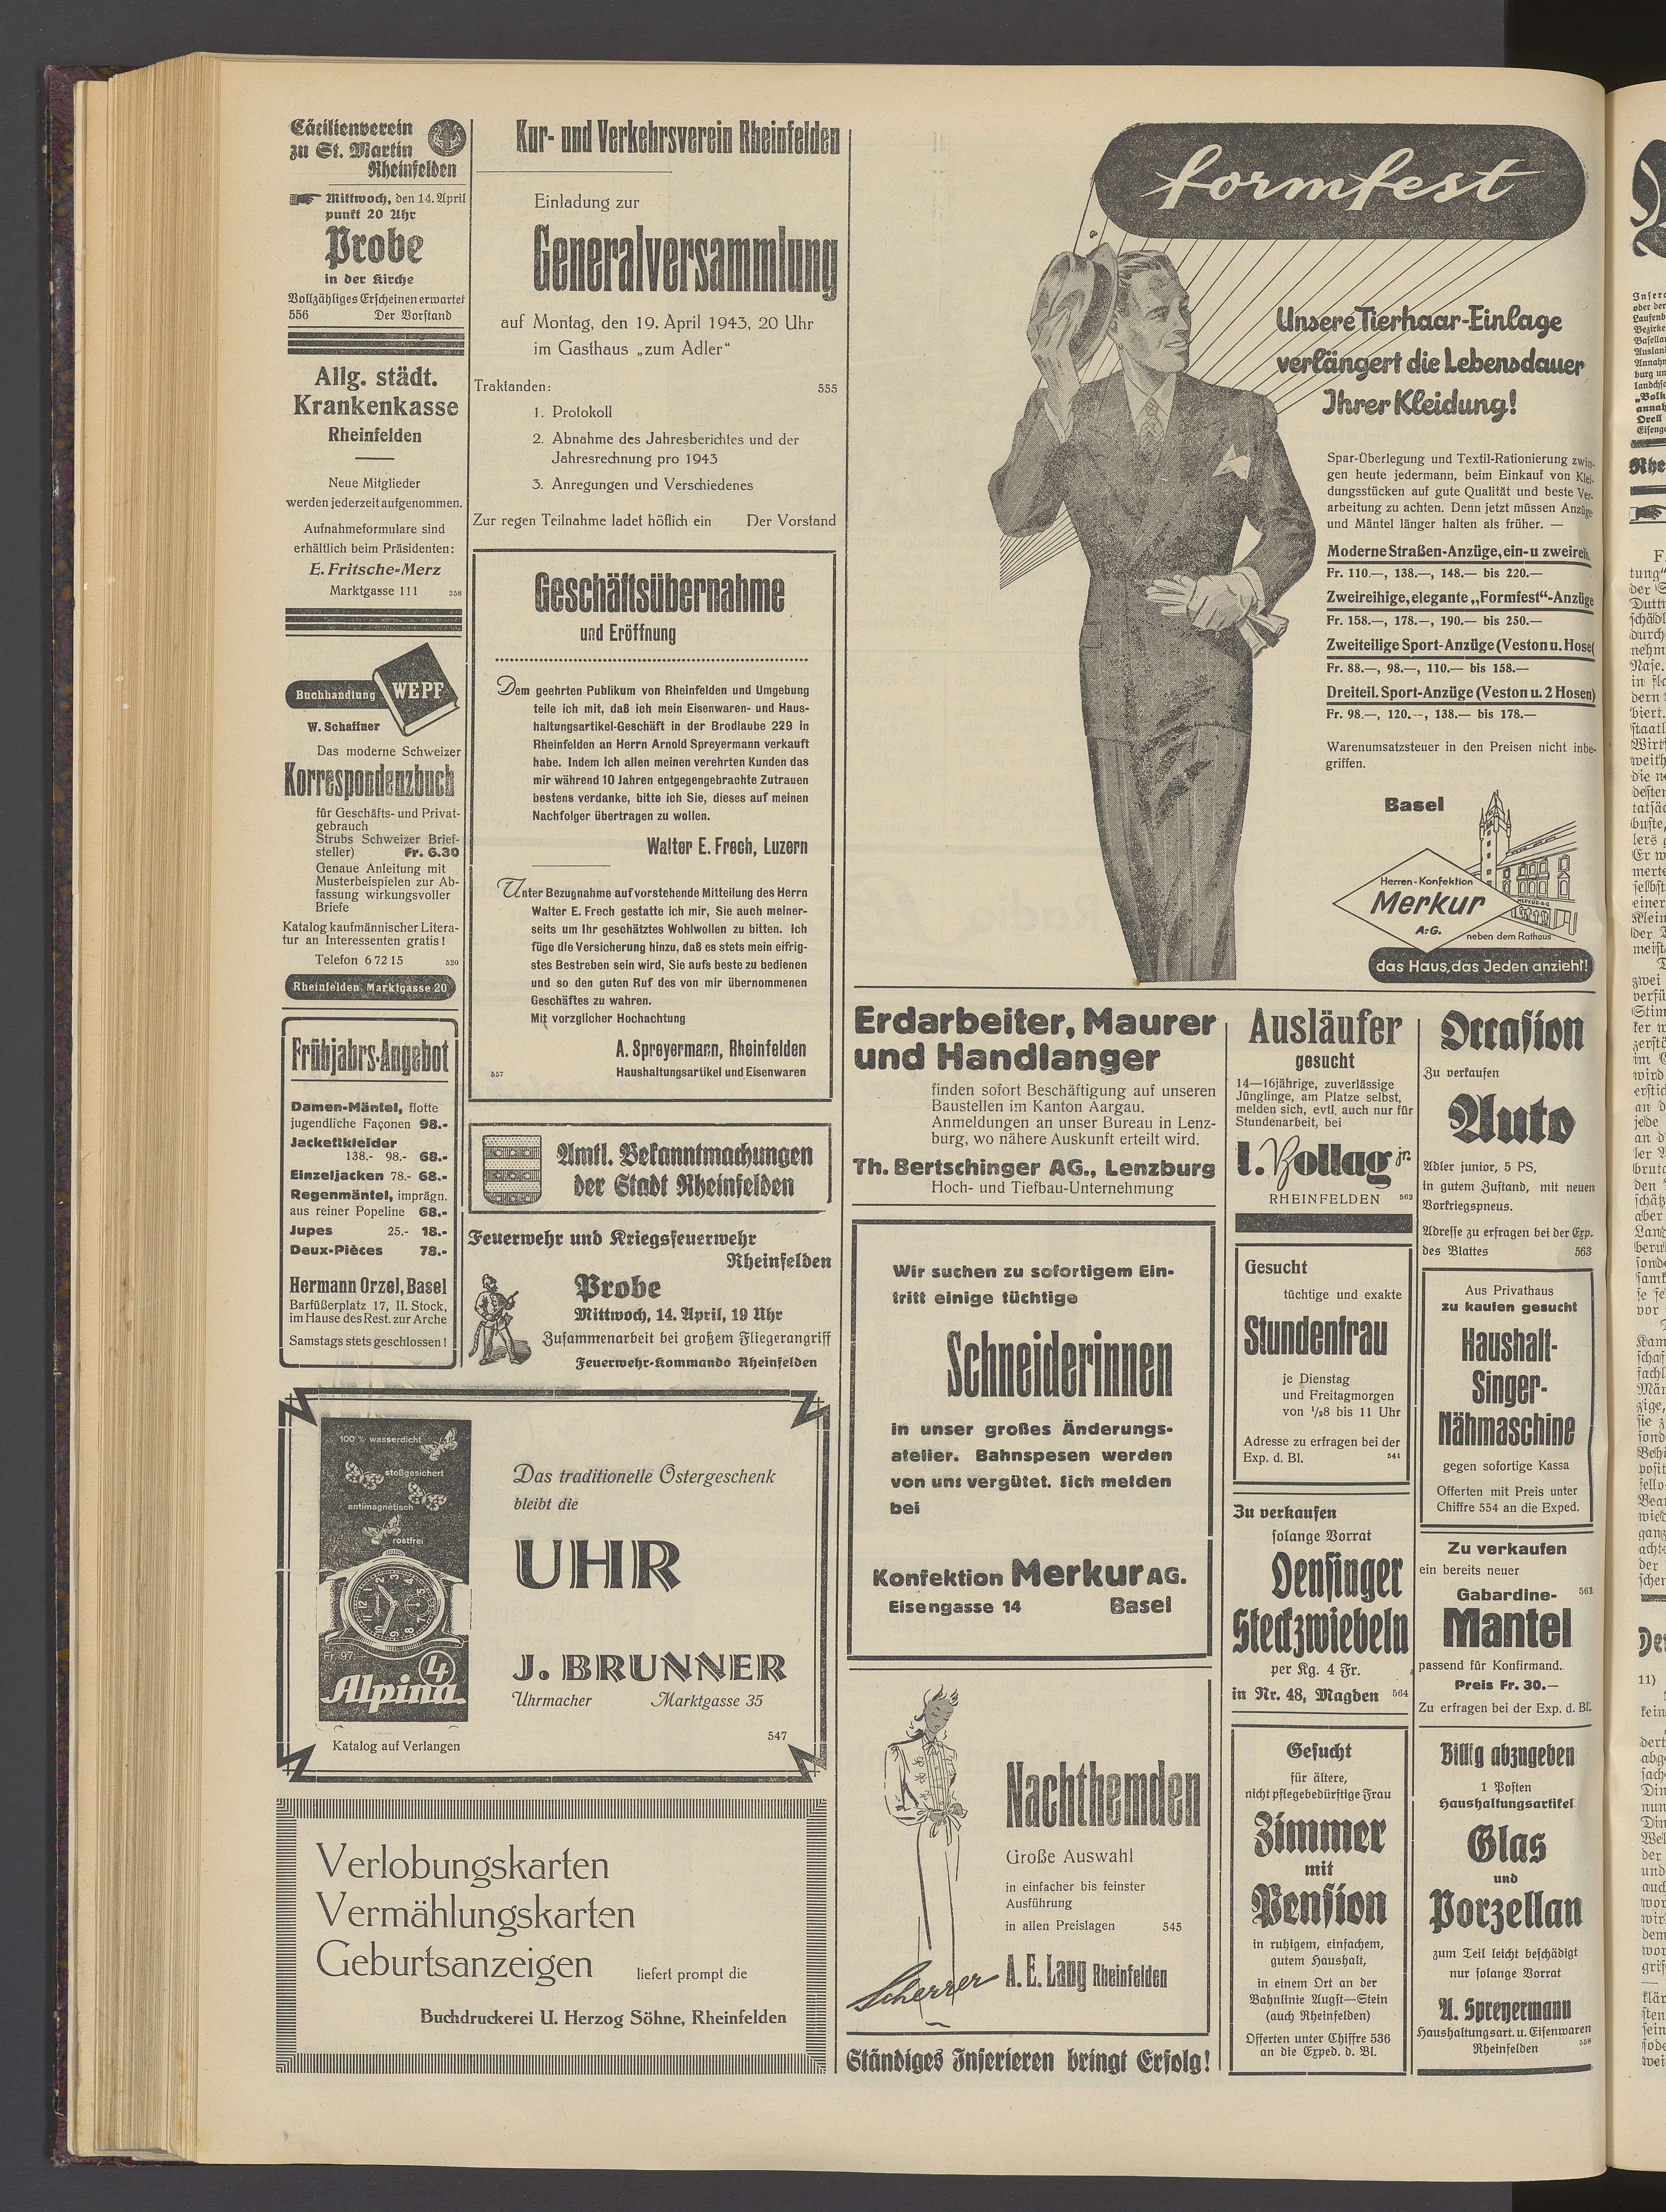 Cäcilienverein
zu St. Martin
Rheinfelden
Mittwoch, den 14. April
punkt 20 Uhr
Probe
in der Kirche
Vollzähliges Erscheinen erwartet
556 Der Vorstand
Allg. städt.
Krankenkasse
Rheinfelden
Neue Mitglieder
werden jederzeit aufgenommen.
Aufnahmeformulare sind
erhältlich beim Präsidenten:
E. Fritsche-Merz
Marktgasse 111 358
Buchhandlung WEPF
W. Schaffner
Das moderne Schweizer
Korrespondenzbuch
für Geschäfts- und Privat-
gebrauch
Strubs Schweizer Brief-
steller) Fr. 6.30
Genaue Anleitung mit
Musterbeispielen zur Ab-
fassung wirkungsvoller
Briefe
Katalog kaufmännischer Litera-
tur an Interessenten gratis!
Telefon 6 72 15 520
Rheinfelden, Marktgasse 20
Frühjahrs-Angebot
Damen-Mäntel, flotte
jugendliche Façonen 98.-
Jackettkleider
138.- 98.- 68.-
Einzeljacken 78.- 68.-
Regenmäntel, imprägn.
aus reiner Popeline 68.-
Jupes 25.- 18.-
Deux-Pièces 78.-
Hermann Orzel, Basel
Barfüßerplatz 17, II. Stock,
im Hause des Rest. zur Arche
Samstags stets geschlossen!
Kur- und Verkehrsverein Rheinfelden
Einladung zur
Generalversammlung
auf Montag, den 19. April 1943, 20 Uhr
im Gasthaus „zum Adler“
Traktanden: 555
1. Protokoll
2. Abnahme des Jahresberichtes und der
Jahresrechnung pro 1943
3. Anregungen und Verschiedenes
Zur regen Teilnahme ladet höflich ein Der Vorstand
Geschäftsübernahme
und Eröffnung
Dem geehrten Publikum von Rheinfelden und Umgebung
teile ich mit, daß ich mein Eisenwaren- und Haus-
haltungsartikel-Geschäft in der Brodlaube 229 in
Rheinfelden an Herrn Arnold Spreyermann verkauft
habe. Indem ich allen meinen verehrten Kunden das
mir während 10 Jahren entgegengebrachte Zutrauen
bestens verdanke, bitte ich Sie, dieses auf meinen
Nachfolger übertragen zu wollen.
Walter E. Frech, Luzern
Unter Bezugnahme auf vorstehende Mitteilung des Herrn
Walter E. Frech gestatte ich mir, Sie auch meiner-
seits um Ihr geschätztes Wohlwollen zu bitten. Ich
füge die Versicherung hinzu, daß es stets mein eifrig-
stes Bestreben sein wird, Sie aufs beste zu bedienen
und so den guten Ruf des von mir übernommenen
Geschäftes zu wahren.
Mit vorzglicher Hochachtung
A. Spreyermann, Rheinfelden
557 Haushaltungsartikel und Eisenwaren
Amtl. Bekanntmachungen
der Stadt Rheinfelden
Feuerwehr und Kriegsfeuerwehr
Rheinfelden
Probe
Mittwoch, 14. April, 19 Uhr
Zusammenarbeit bei großem Fliegerangriff
Feuerwehr-Kommando Rheinfelden
100 % wasserdicht
stoßgesichert
antimagnetisch
rostfrei
Fr. 97.-
Alpina 4
Katalog auf Verlangen
Das traditionelle Ostergeschenk
bleibt die
UHR
J. BRUNNER
Uhrmacher Marktgasse 35
547
Verlobungskarten
Vermählungskarten
Geburtsanzeigen liefert prompt die
Buchdruckerei U. Herzog Söhne, Rheinfelden
formfest
Unsere Tierhaar-Einlage
verlängert die Lebensdauer
Ihrer Kleidung!
Spar-Überlegung und Textil-Rationierung zwin-
gen heute jedermann, beim Einkauf von Klei-
dungsstücken auf gute Qualität und beste Ver-
arbeitung zu achten. Denn jetzt müssen Anzüge
und Mäntel länger halten als früher. —
Moderne Straßen-Anzüge, ein- u zweireih.
Fr. 110.—, 138.—, 148.— bis 220.—
Zweireihige, elegante „Formfest“-Anzüge
Fr. 158.—, 178.—, 190.— bis 250.—
Zweiteilige Sport-Anzüge (Veston u. Hose(
Fr. 88.—, 98.—, 110.— bis 158.—
Dreiteil. Sport-Anzüge (Veston u. 2 Hosen)
Fr. 98.—, 120.—, 138.— bis 178.—
Warenumsatzsteuer in den Preisen nicht inbe-
griffen.
Basel
Herren-Konfektion
Merkur
A.-G.
MERKUR A.G.
neben dem Rathaus
das Haus, das Jeden anzieht!
Erdarbeiter, Maurer
und Handlanger
finden sofort Beschäftigung auf unseren
Baustellen im Kanton Aargau.
Anmeldungen an unser Bureau in Lenz-
burg, wo nähere Auskunft erteilt wird.
Th. Bertschinger AG., Lenzburg
Hoch- und Tiefbau-Unternehmung
Wir suchen zu sofortigem Ein-
tritt einige tüchtige
Schneiderinnen
in unser großes Änderungs-
atelier. Bahnspesen werden
von uns vergütet. Sich melden
bei
Konfektion Merkur AG.
Eisengasse 14 Basel
Nachthemden
Große Auswahl
in einfacher bis feinster
Ausführung
in allen Preislagen 545
Scherrer
A. E. Lang Rheinfelden
Ständiges Inserieren bringt Erfolg!
Ausläufer
gesucht
14—16jährige, zuverlässige
Jünglinge, am Platze selbst,
melden sich, evtl. auch nur für
Stundenarbeit, bei
L. Bollag jr.
RHEINFELDEN 562
Gesucht
tüchtige und exakte
Stundenfrau
je Dienstag
und Freitagmorgen
von ½8 bis 11 Uhr
Adresse zu erfragen bei der
Exp. d. Bl. 541
Zu verkaufen
solange Vorrat
Oensinger
Steckzwiebeln
per Kg. 4 Fr.
in Nr. 48, Magden 564
Gesucht
für ältere,
nicht pflegebedürftige Frau
Zimmer
mit
Pension
in ruhigem, einfachem,
gutem Haushalt,
in einem Ort an der
Bahnlinie Augst—Stein
(auch Rheinfelden)
Offerten unter Chiffre 536
an die Exped. d. Bl.
Occasion
Zu verkaufen
Auto
Adler junior, 5 PS,
in gutem Zustand, mit neuen
Vorkriegspneus.
Adresse zu erfragen bei der Exp.
des Blattes 563
Aus Privathaus
zu kaufen gesucht
Haushalt-
Singer-
Nähmaschine
gegen sofortige Kassa
Offerten mit Preis unter
Chiffre 554 an die Exped.
Zu verkaufen
ein bereits neuer
Gabardine- 561
Mantel
passend für Konfirmand.
Preis Fr. 30.—
Zu erfragen bei der Exp. d. Bl.
Billig abzugeben
1 Posten
Haushaltungsartikel
Glas
und
Porzellan
zum Teil leicht beschädigt
nur solange Vorrat
A. Spreyermann
Haushaltungsart. u. Eisenwaren
Rheinfelden 558